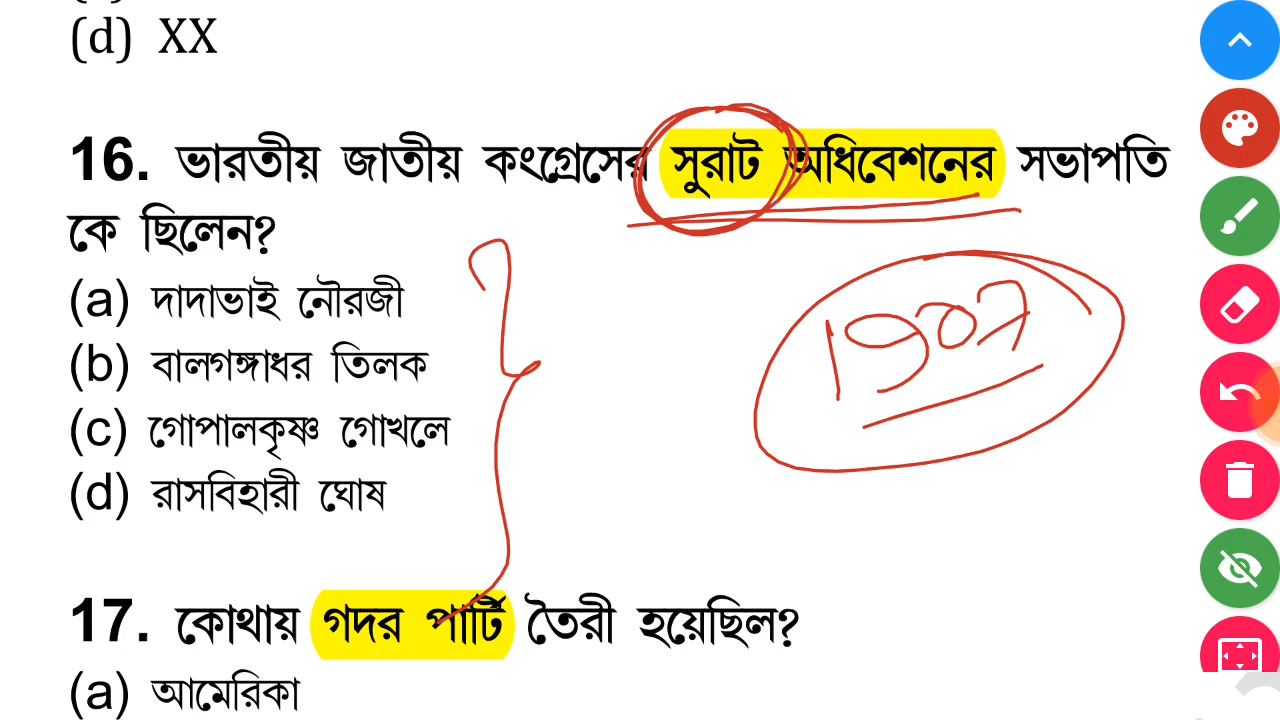 (d) XX
16. ভারতীয় জাতীয় কংগ্রেসের সুরাট অধিবেশনের সভাপতি
কে ছিলেন?
(a) দাদাভাই নৌরজী
(b) বালগঙ্গাধর তিলক
(c) গোপালকৃষ্ণ গোখলে
(d) রাসবিহারী ঘোষ
1907
17. কোথায় গদর পার্টি তৈরী হয়েছিল?
(a) আমেরিকা